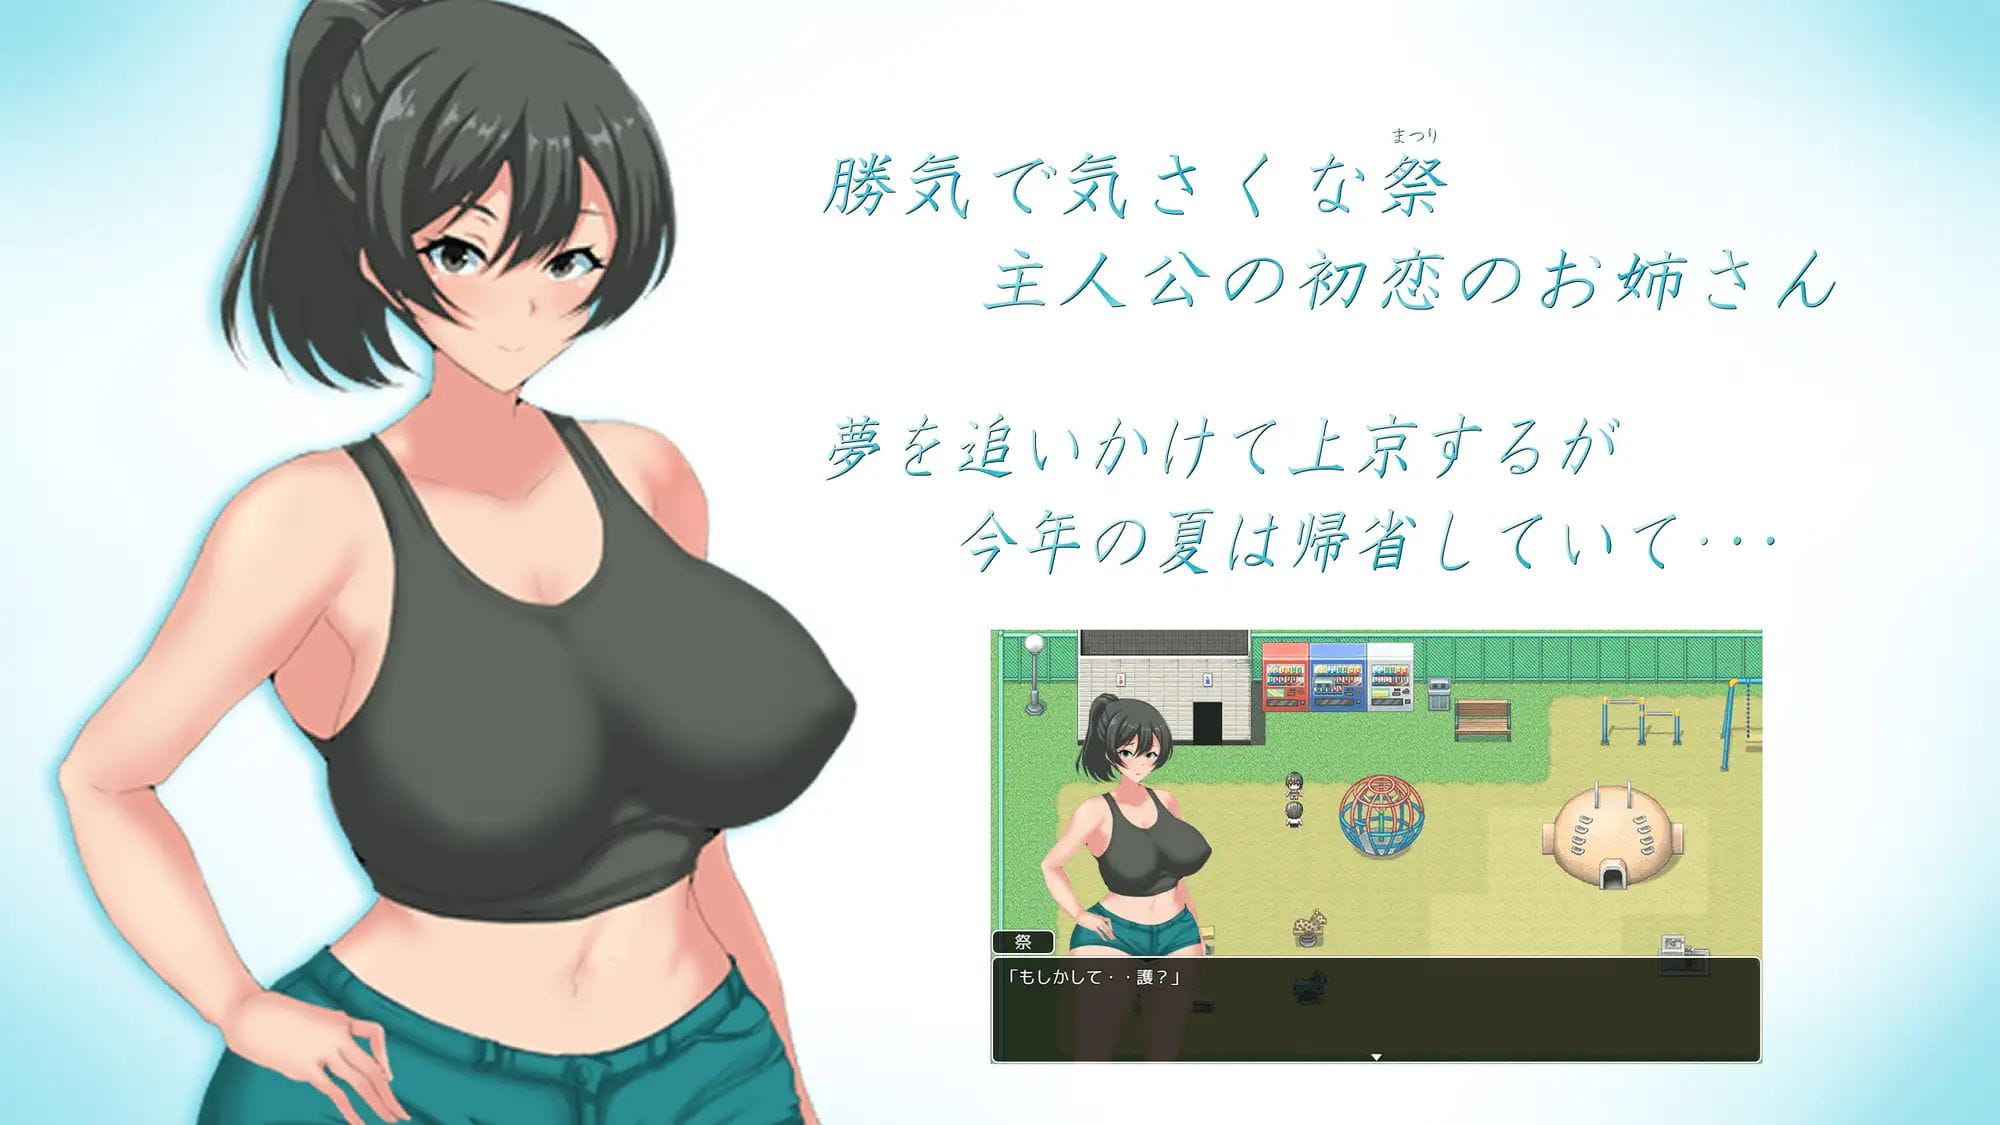 まつり
勝気で気さくな祭
主人公の初恋のお姉さん
夢を追いかけて上京するが
今年の夏は帰省していて・・・
祭
「もしかして・・護？」